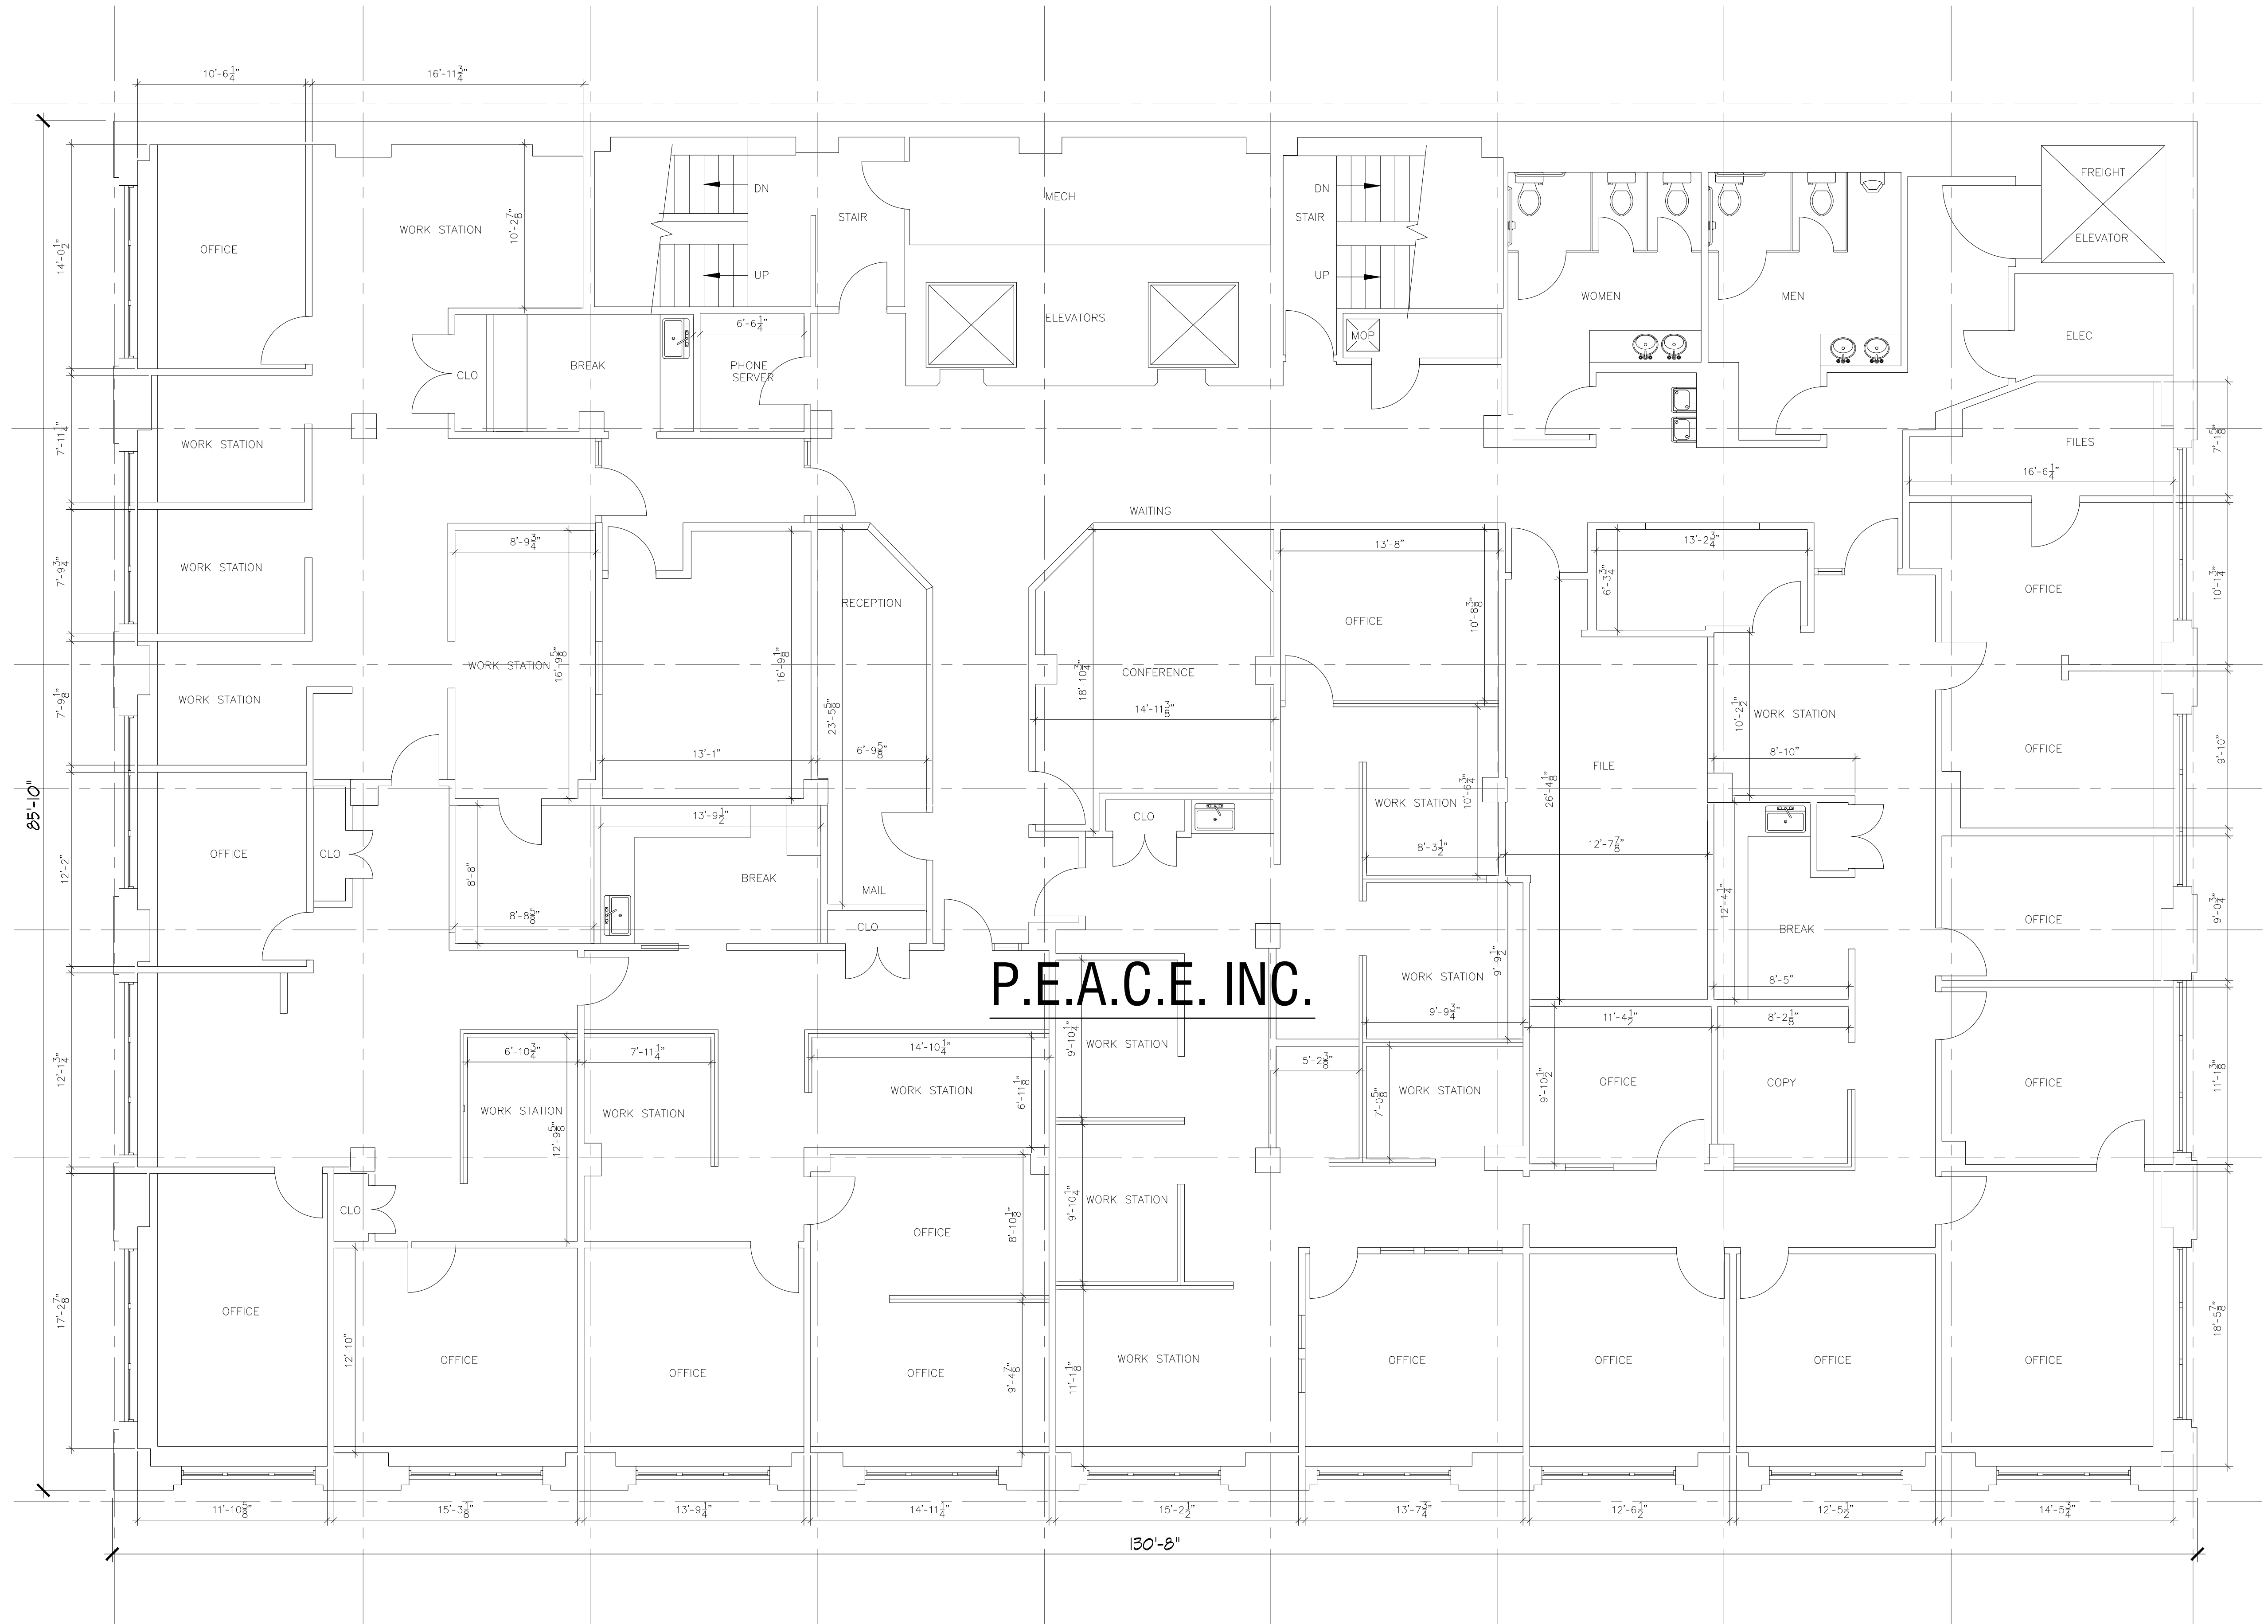 10'-6 1/4"
16'-11 3/4"
FREIGHT
ELEVATOR
DN
DN
MECH
STAIR
STAIR
WORK STATION
10'-2 7/8"
OFFICE
14'-0 1/2"
UP
UP
WOMEN
MEN
ELEVATORS
6'-6 1/4"
MOP
ELEC
BREAK
PHONE
SERVER
CLO
WORK STATION
7'-11 1/4"
FILES
7'-1 5/8"
16'-6 1/4"
WAITING
8'-9 3/4"
13'-8"
13'-2 3/4"
WORK STATION
7'-9 3/4"
6'-3 3/4"
OFFICE
10'-1 3/4"
RECEPTION
OFFICE
10'-8 3/8"
WORK STATION
16'-9 5/8"
16'-9 1/8"
CONFERENCE
18'-10 3/4"
WORK STATION
7'-9 1/8"
14'-11 3/8"
23'-5 5/8"
WORK STATION
10'-2 1/2"
13'-1"
6'-9 5/8"
8'-10"
OFFICE
9'-10"
FILE
85'-10"
WORK STATION
10'-6 3/4"
26'-4 1/8"
13'-9 1/2"
CLO
8'-3 1/2"
12'-7 7/8"
OFFICE
CLO
12'-2"
8'-8"
BREAK
MAIL
12'-4 1/4"
8'-8 5/8"
CLO
BREAK
OFFICE
9'-0 3/4"
P.E.A.C.E. INC.
WORK STATION
9'-9 1/2"
8'-5"
9'-9 3/4"
11'-4 1/2"
8'-2 1/8"
6'-10 3/4"
7'-11 1/4"
14'-10 1/4"
9'-10 1/4"
WORK STATION
5'-2 3/8"
12'-1 3/4"
WORK STATION
6'-11 1/8"
WORK STATION
7'-0 5/8"
9'-10 1/2"
OFFICE
COPY
OFFICE
11'-1 3/8"
WORK STATION
12'-9 5/8"
WORK STATION
CLO
OFFICE
8'-10 1/8"
WORK STATION
9'-10 1/4"
OFFICE
17'-2 7/8"
12'-10"
OFFICE
OFFICE
OFFICE
9'-4 7/8"
WORK STATION
11'-1 1/8"
OFFICE
OFFICE
OFFICE
OFFICE
18'-5 7/8"
11'-10 5/8"
15'-3 1/8"
13'-9 1/4"
14'-11 1/4"
15'-2 1/2"
13'-7 3/4"
12'-6 1/2"
12'-5 1/2"
14'-5 3/4"
130'-8"